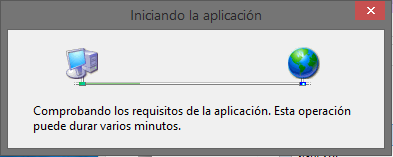 Iniciando la aplicación
Comprobando los requisitos de la aplicación. Esta operación
puede durar varios minutos.